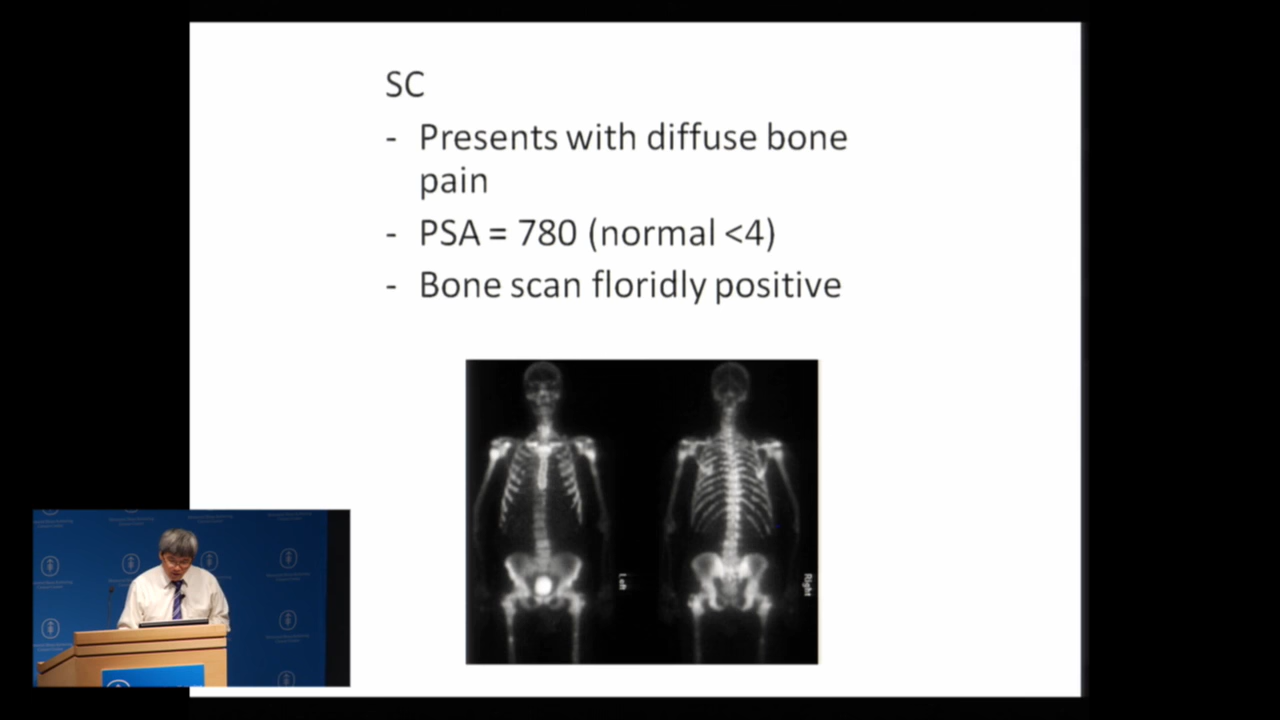 SC
- Presents with diffuse bone
pain
- PSA = 780 (normal <4)
- Bone scan floridly positive
Left
Right